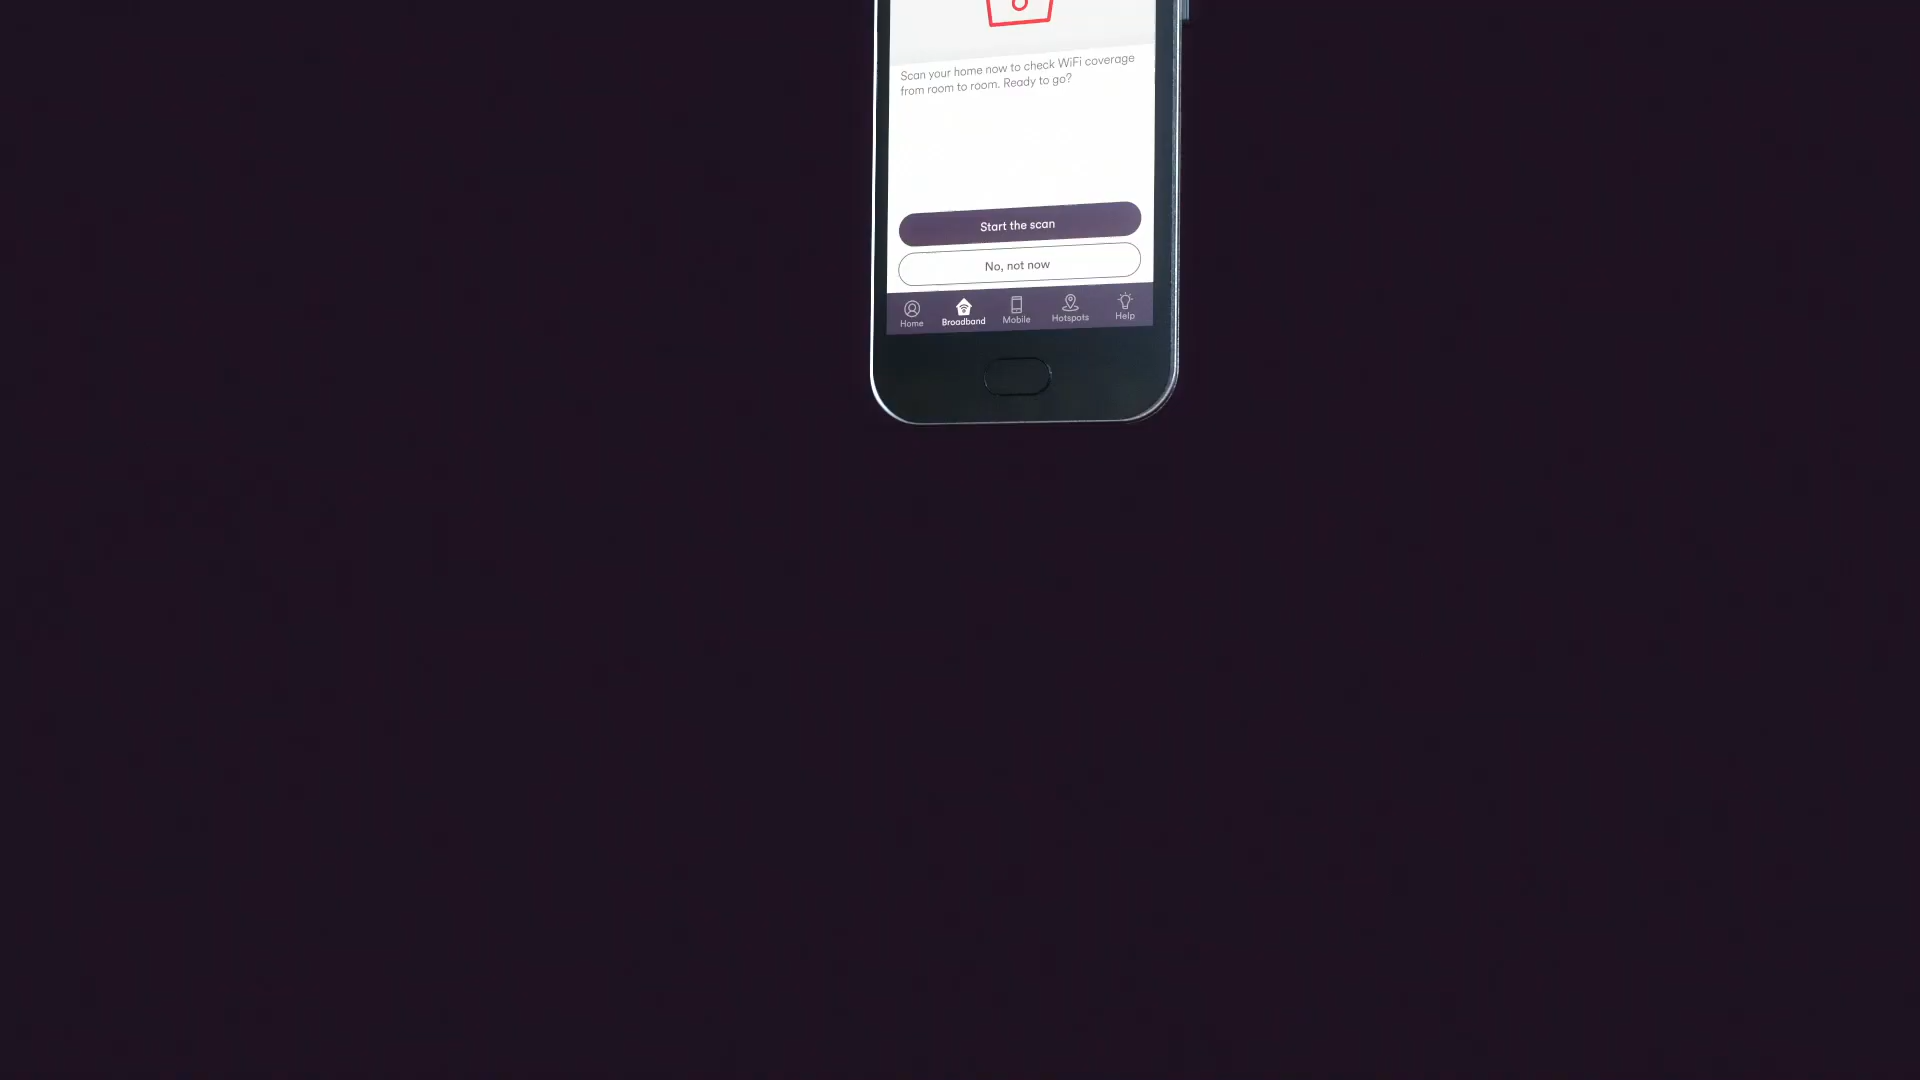 Scan your home now to check WiFi coverage
from room to room. Ready to go?
Start the scan
No, not now
Home
Broadband
Mobile
Hotspots
Help